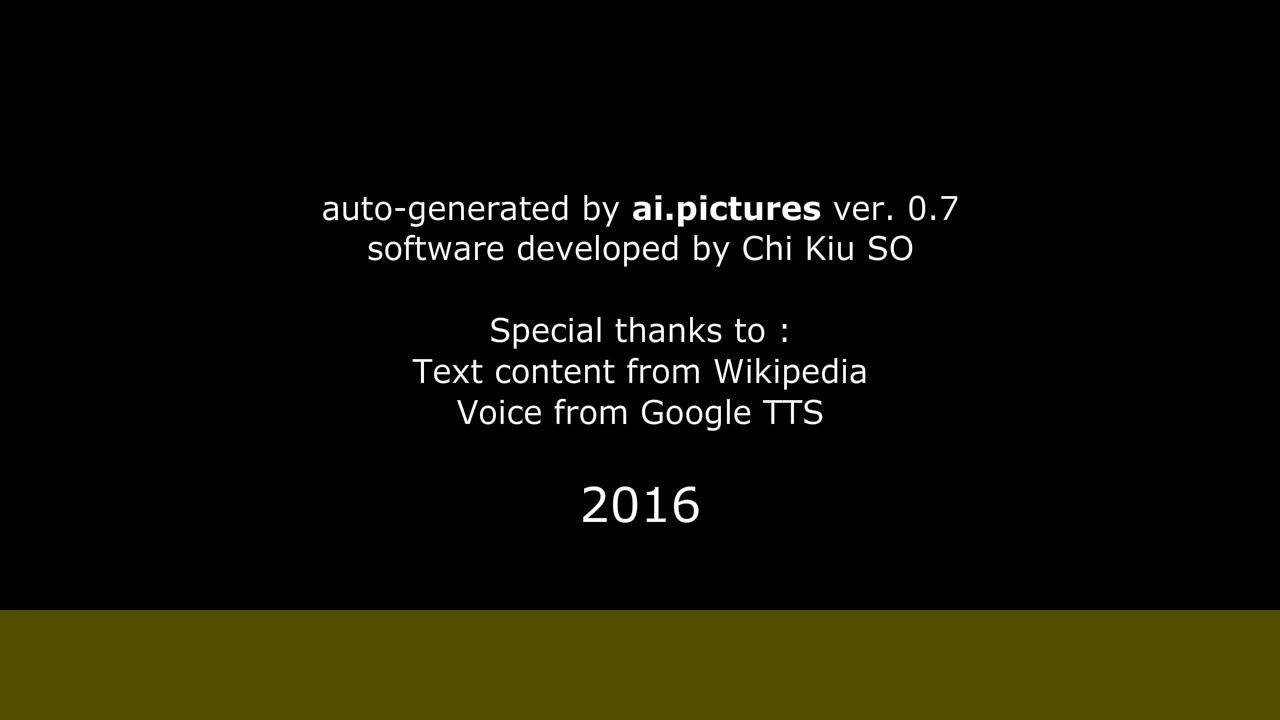 auto-generated by ai.pictures ver. 0.7
software developed by Chi Kiu SO
Special thanks to :
Text content from Wikipedia
Voice from Google TTS
2016